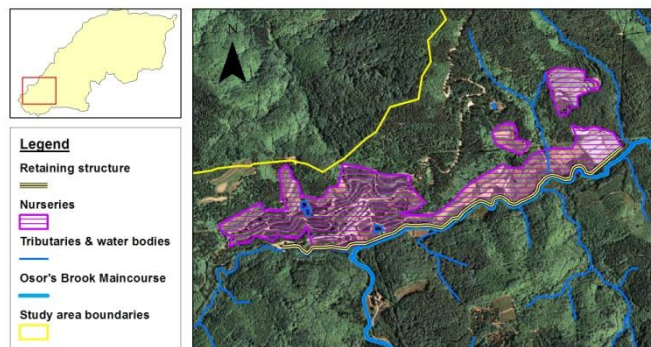 N
Legend
Retaining structure
Nurseries
Tributaries & water bodies
Osor's Brook Maincourse
Study area boundaries